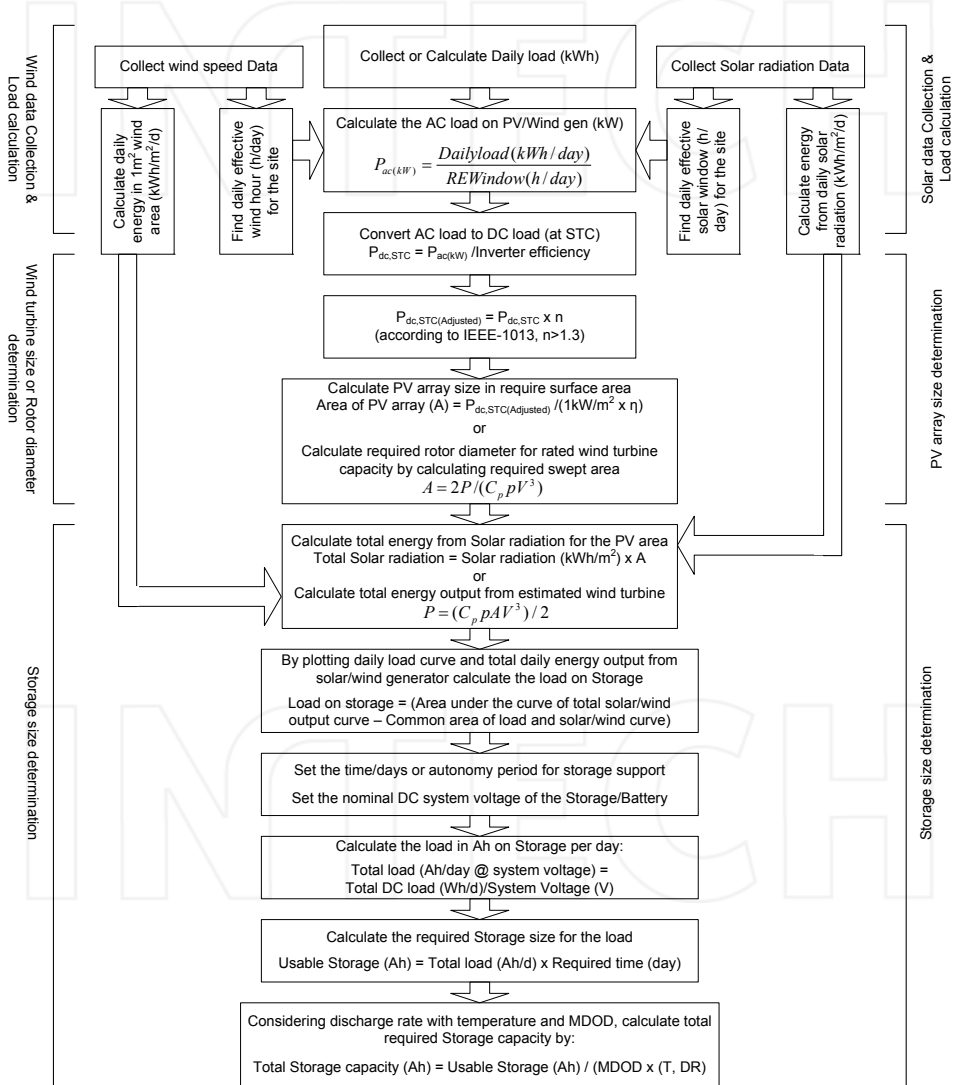 INTECH
Wind data Collection &
Load calculation
Collect wind speed Data
Collect or Calculate Daily load (kWh)
Collect Solar radiation Data
Solar data Collection &
Load calculation
Calculate daily
energy in 1m² wind
area (kWh/m²/d)
Find daily effective
wind hour (h/day)
for the site
Calculate the AC load on PV/Wind gen (kW)
P_ac(kW) = Dailyload(kWh / day) / REWindow(h / day)
Find daily effective
solar window (h/
day) for the site
Calculate energy
from daily solar
radiation (kWh/m²/d)
Convert AC load to DC load (at STC)
P_dc,STC = P_ac(kW) /Inverter efficiency
Wind turbine size or Rotor diameter
determination
PV array size determination
P_dc,STC(Adjusted) = P_dc,STC x n
(according to IEEE-1013, n>1.3)
Calculate PV array size in require surface area
Area of PV array (A) = P_dc,STC(Adjusted) /(1kW/m² x η)
or
Calculate required rotor diameter for rated wind turbine
capacity by calculating required swept area
A = 2P /(C_p pV³)
Storage size determination
Storage size determination
Calculate total energy from Solar radiation for the PV area
Total Solar radiation = Solar radiation (kWh/m²) x A
or
Calculate total energy output from estimated wind turbine
P = (C_p pAV³) / 2
By plotting daily load curve and total daily energy output from
solar/wind generator calculate the load on Storage
Load on storage = (Area under the curve of total solar/wind
output curve – Common area of load and solar/wind curve)
Set the time/days or autonomy period for storage support
Set the nominal DC system voltage of the Storage/Battery
Calculate the load in Ah on Storage per day:
Total load (Ah/day @ system voltage) =
Total DC load (Wh/d)/System Voltage (V)
Calculate the required Storage size for the load
Usable Storage (Ah) = Total load (Ah/d) x Required time (day)
Considering discharge rate with temperature and MDOD, calculate total
required Storage capacity by:
Total Storage capacity (Ah) = Usable Storage (Ah) / (MDOD x (T, DR)
INTECH